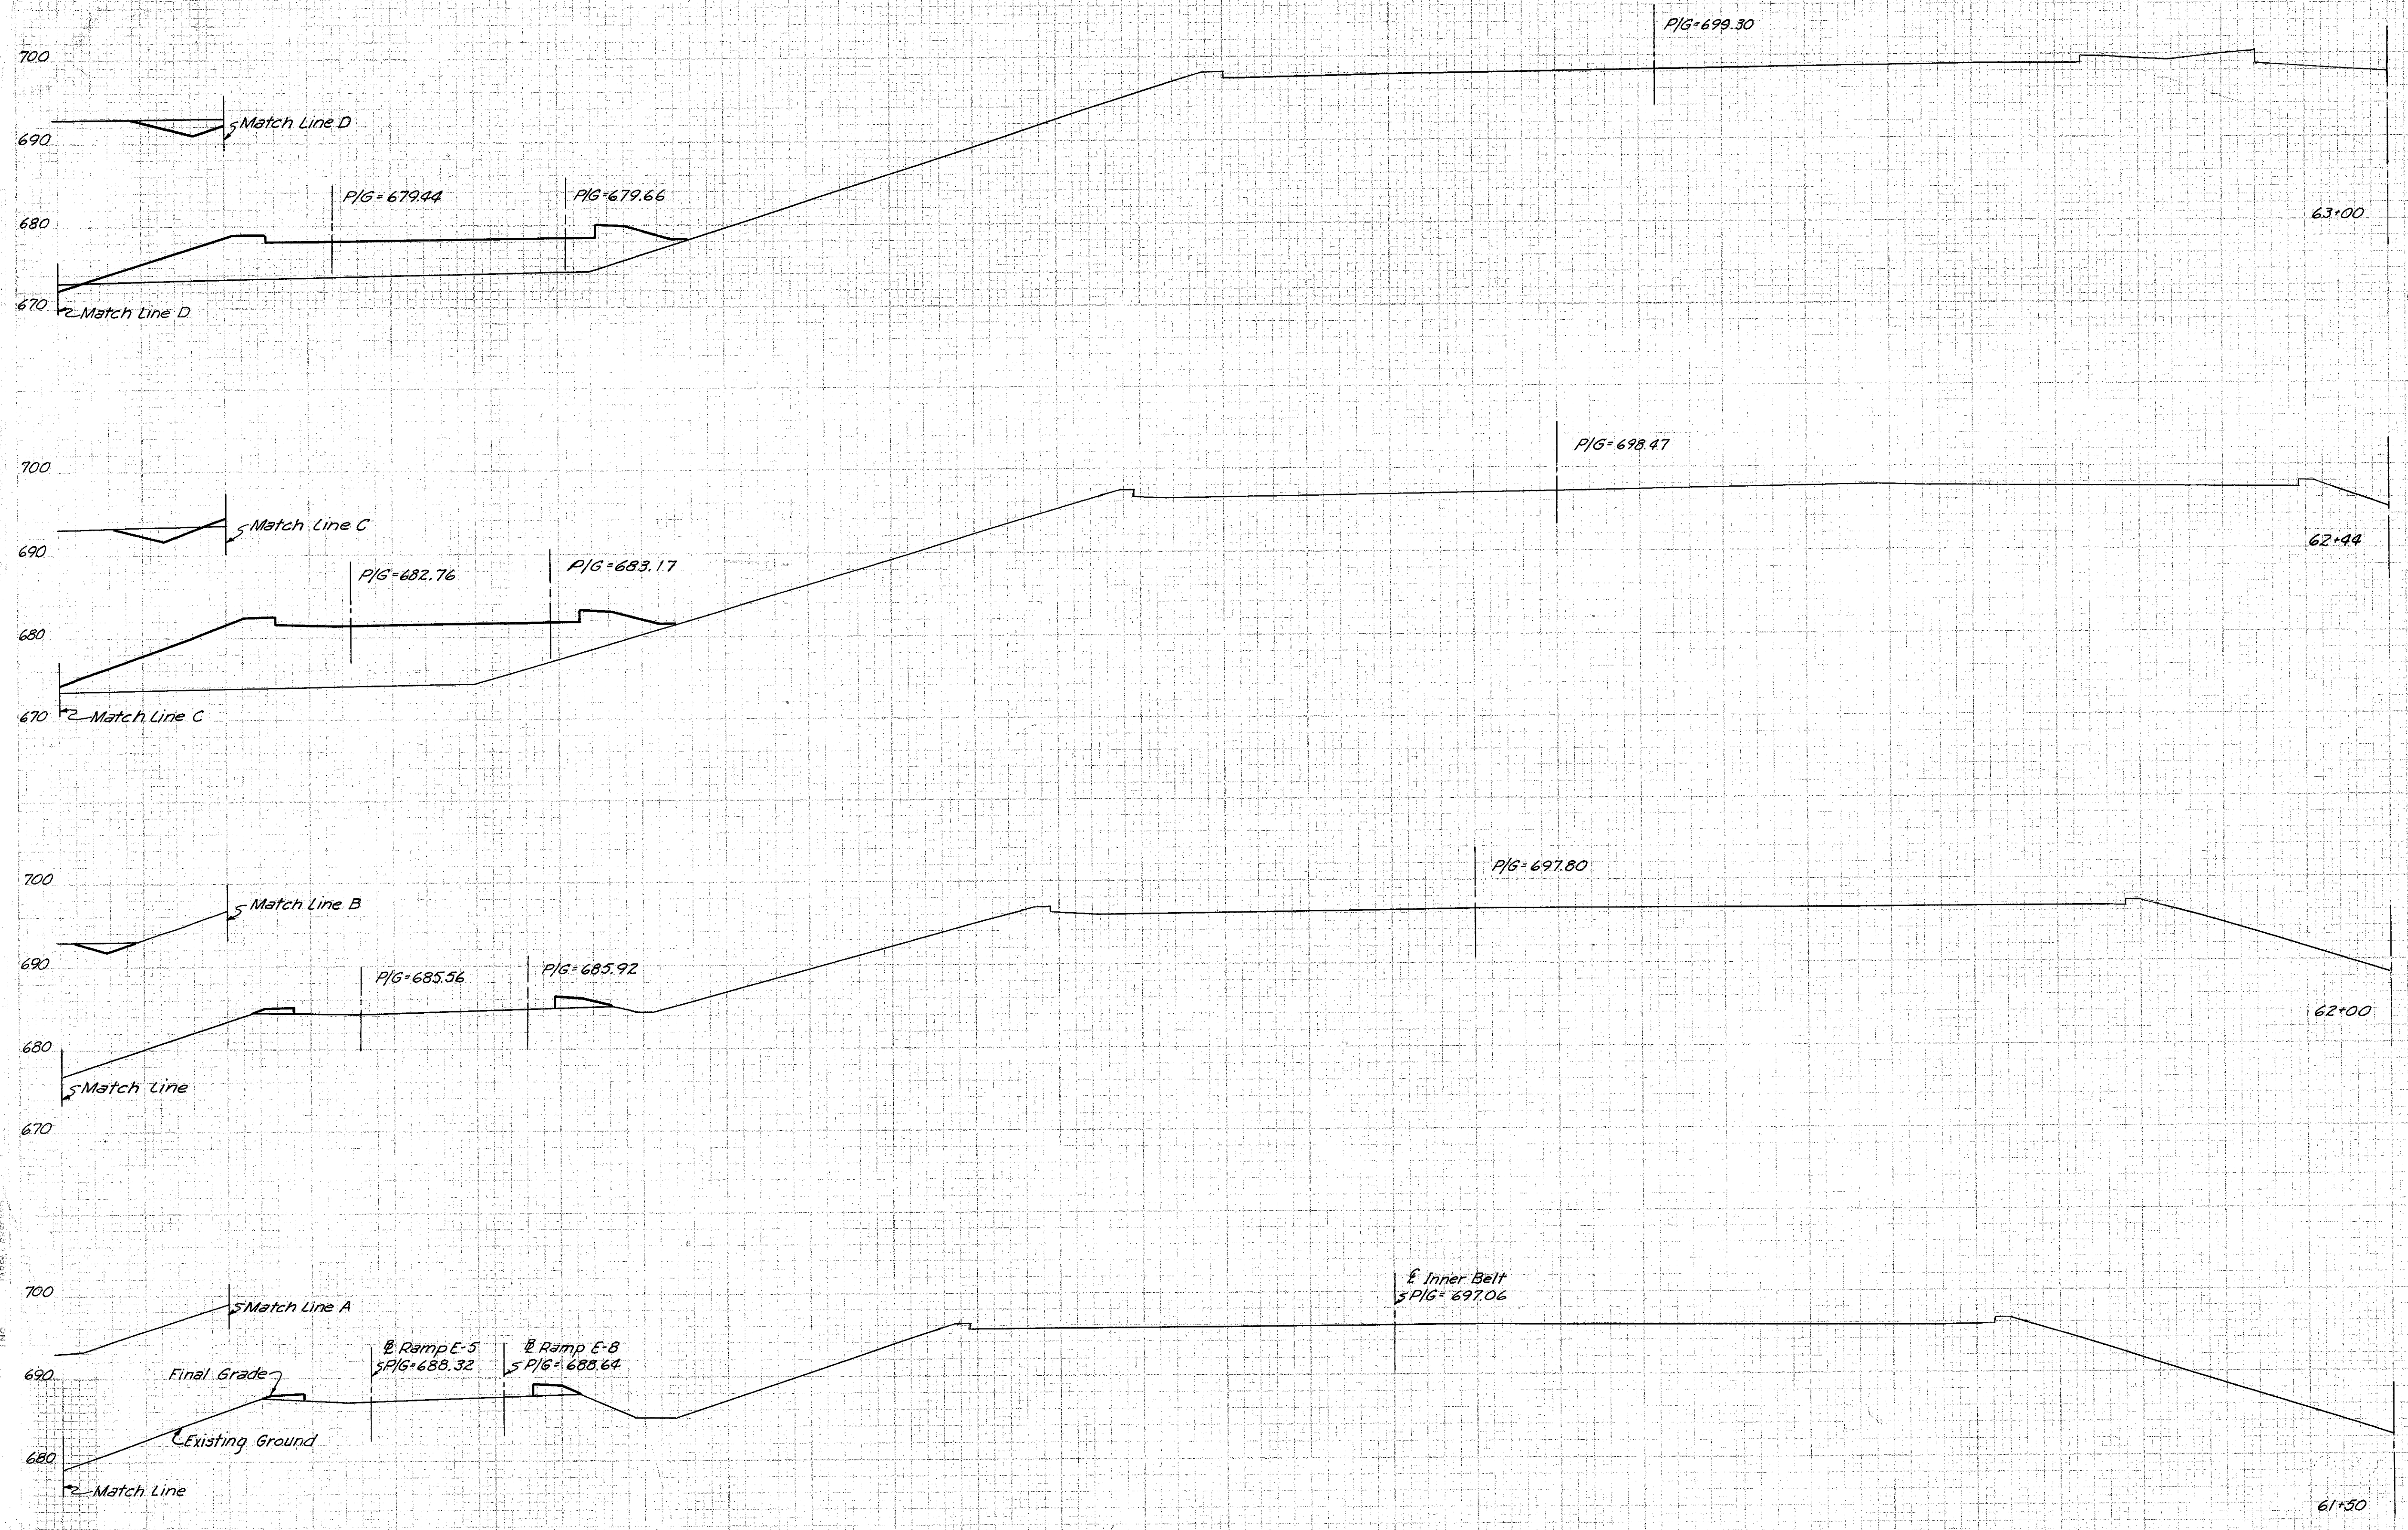 P/G=699.30
700
Match Line D
690
P/G=679.44
P/G=679.66
680
63+00
670
Match Line D
P/G=698.47
700
Match Line C
690
62+44
P/G=682.76
P/G=683.17
680
670
Match Line C
P/G=697.80
700
Match Line B
690
P/G=685.56
P/G=685.92
62+00
680
Match Line
670
700
Match Line A
℄ Inner Belt
P/G=697.06
Ramp E-5
P/G=688.32
Ramp E-8
P/G=688.64
690
Final Grade
Existing Ground
680
Match Line
61+50